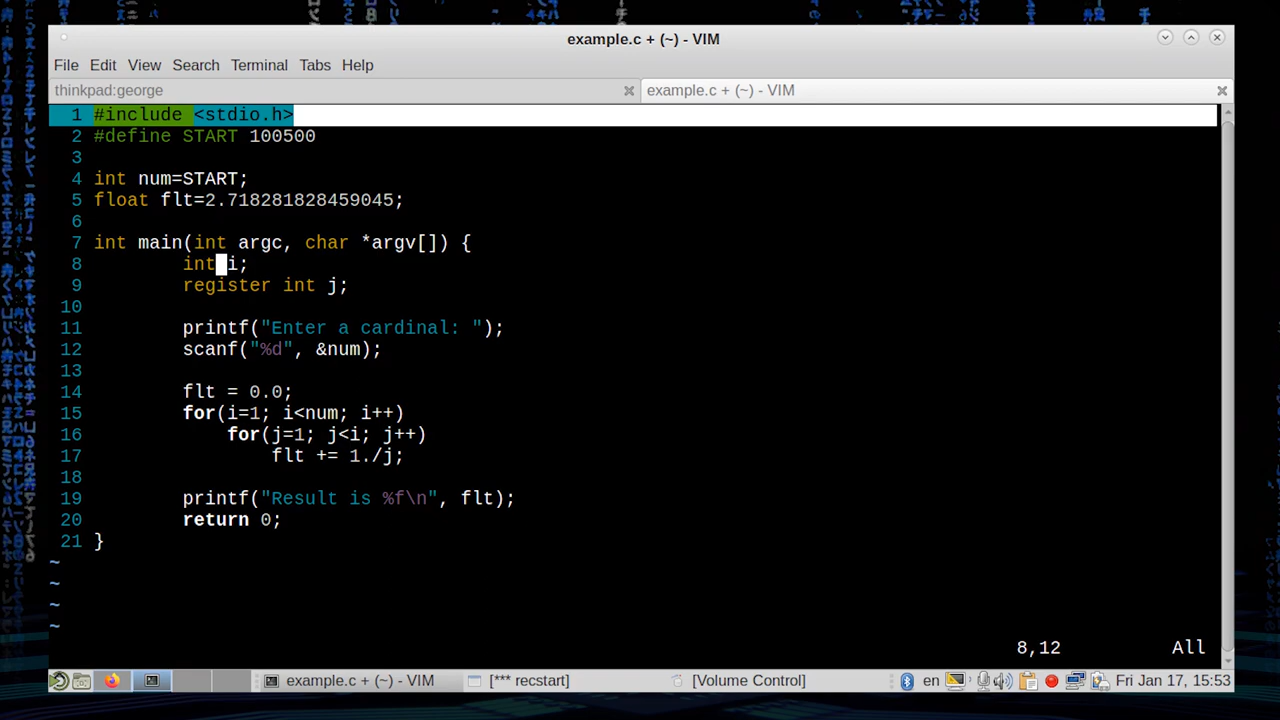 example.c + (~) - VIM
File Edit View Search Terminal Tabs Help
thinkpad:george example.c + (~) - VIM
1 #include <stdio.h>
2 #define START 100500
3
4 int num=START;
5 float flt=2.718281828459045;
6
7 int main(int argc, char *argv[]) {
8 int i;
9 register int j;
10
11 printf("Enter a cardinal: ");
12 scanf("%d", &num);
13
14 flt = 0.0;
15 for(i=1; i<num; i++)
16 for(j=1; j<i; j++)
17 flt += 1./j;
18
19 printf("Result is %f\n", flt);
20 return 0;
21 }
~
~
~
~
8,12 All
example.c + (~) - VIM [*** recstart] [Volume Control] en Fri Jan 17, 15:53